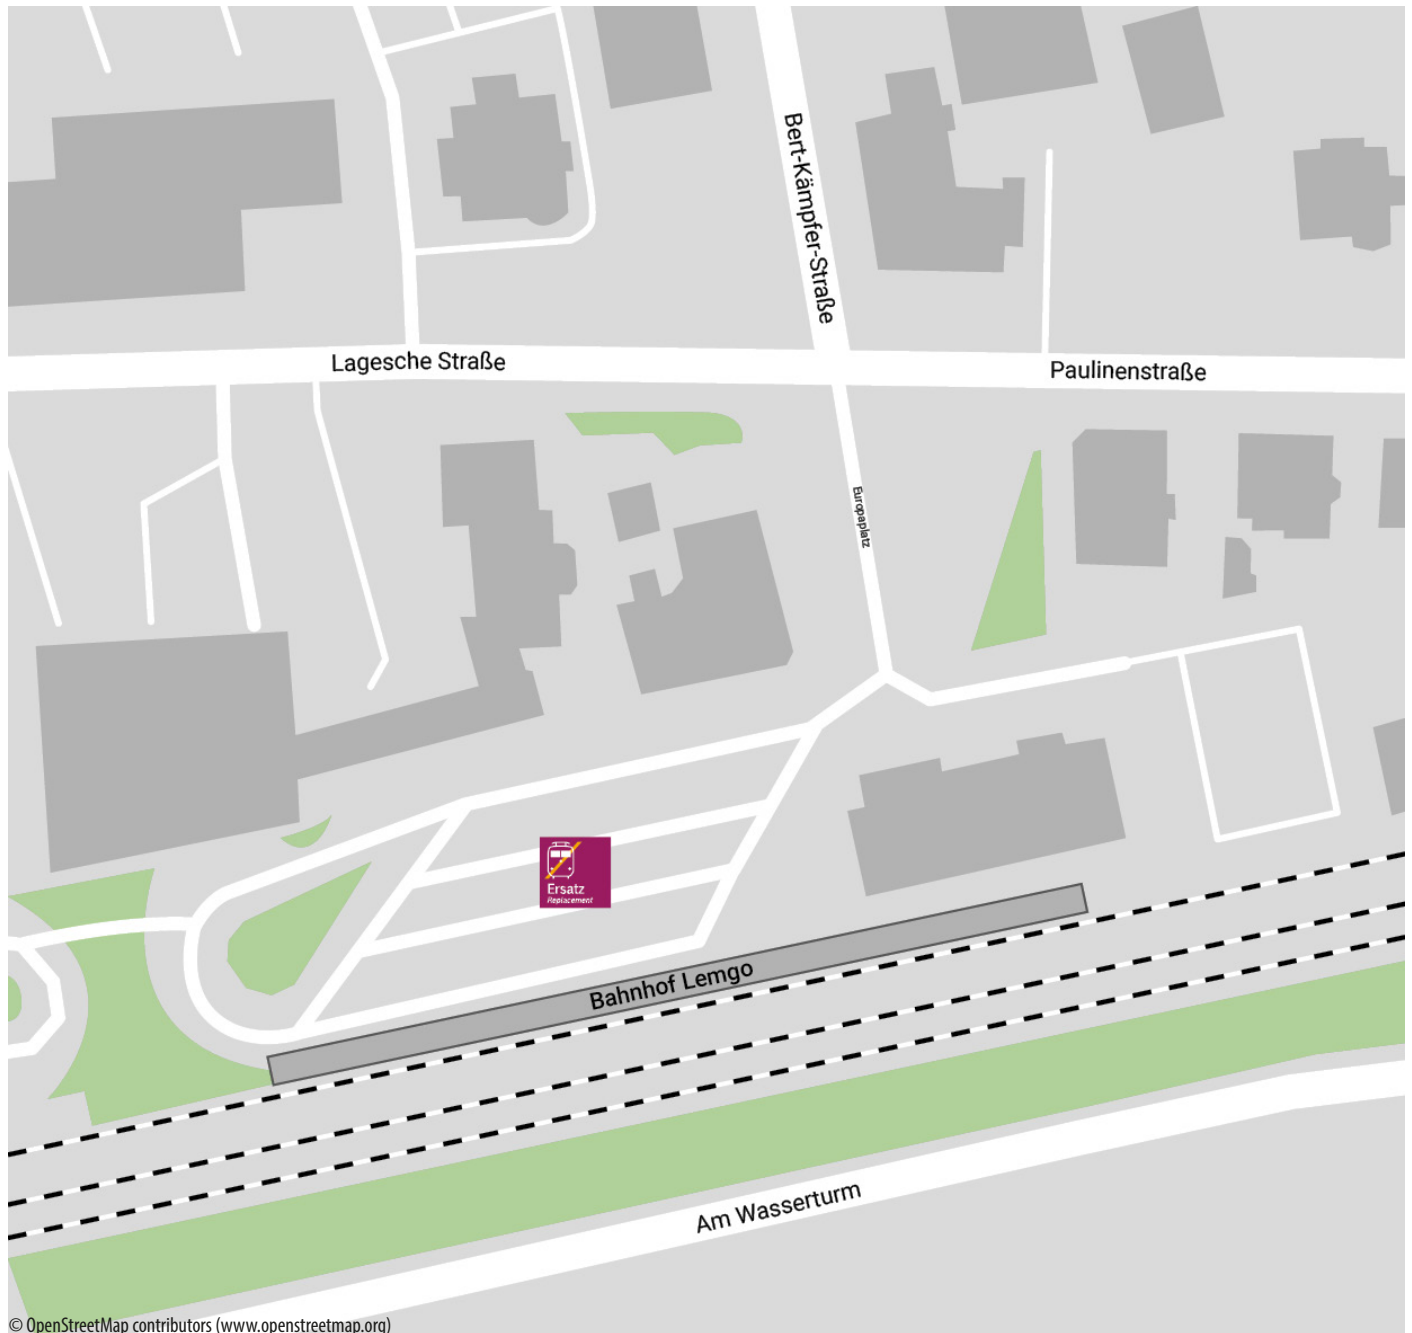 Bert-Kämpfer-Straße
Lagesche Straße
Paulinenstraße
Europaplatz
Ersatz
Replacement
Bahnhof Lemgo
Am Wasserturm
© OpenStreetMap contributors (www.openstreetmap.org)